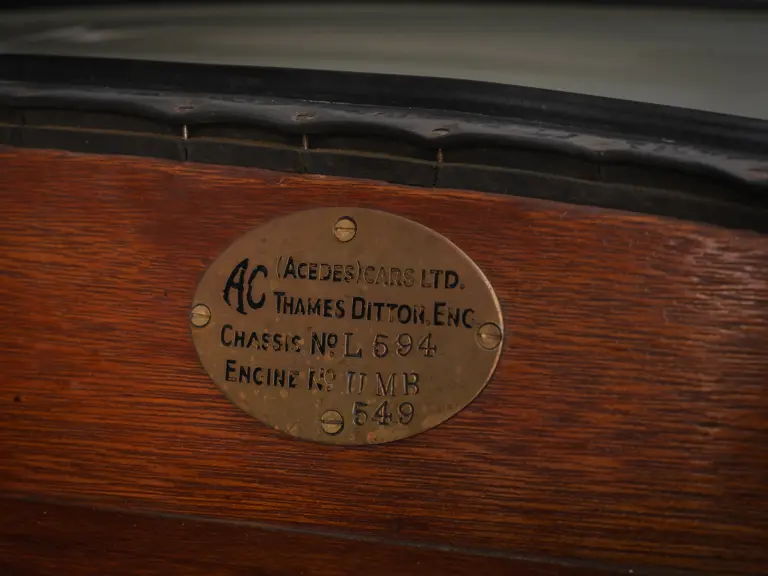 AC (ACEDES) CARS LTD.
THAMES DITTON, ENG
CHASSIS Nº L 594
ENGINE Nº UMB
549